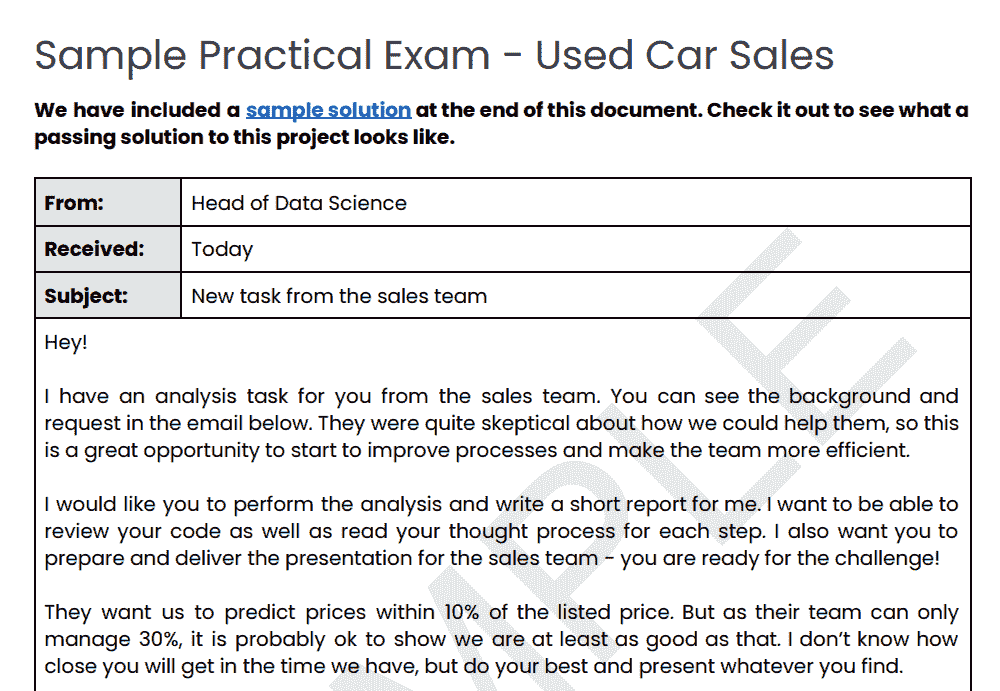 Sample Practical Exam - Used Car Sales
We have included a sample solution at the end of this document. Check it out to see what a
passing solution to this project looks like.
From: Head of Data Science
Received: Today
Subject: New task from the sales team
Hey!
I have an analysis task for you from the sales team. You can see the background and
request in the email below. They were quite skeptical about how we could help them, so this
is a great opportunity to start to improve processes and make the team more efficient.
I would like you to perform the analysis and write a short report for me. I want to be able to
review your code as well as read your thought process for each step. I also want you to
prepare and deliver the presentation for the sales team - you are ready for the challenge!
They want us to predict prices within 10% of the listed price. But as their team can only
manage 30%, it is probably ok to show we are at least as good as that. I don’t know how
close you will get in the time we have, but do your best and present whatever you find.